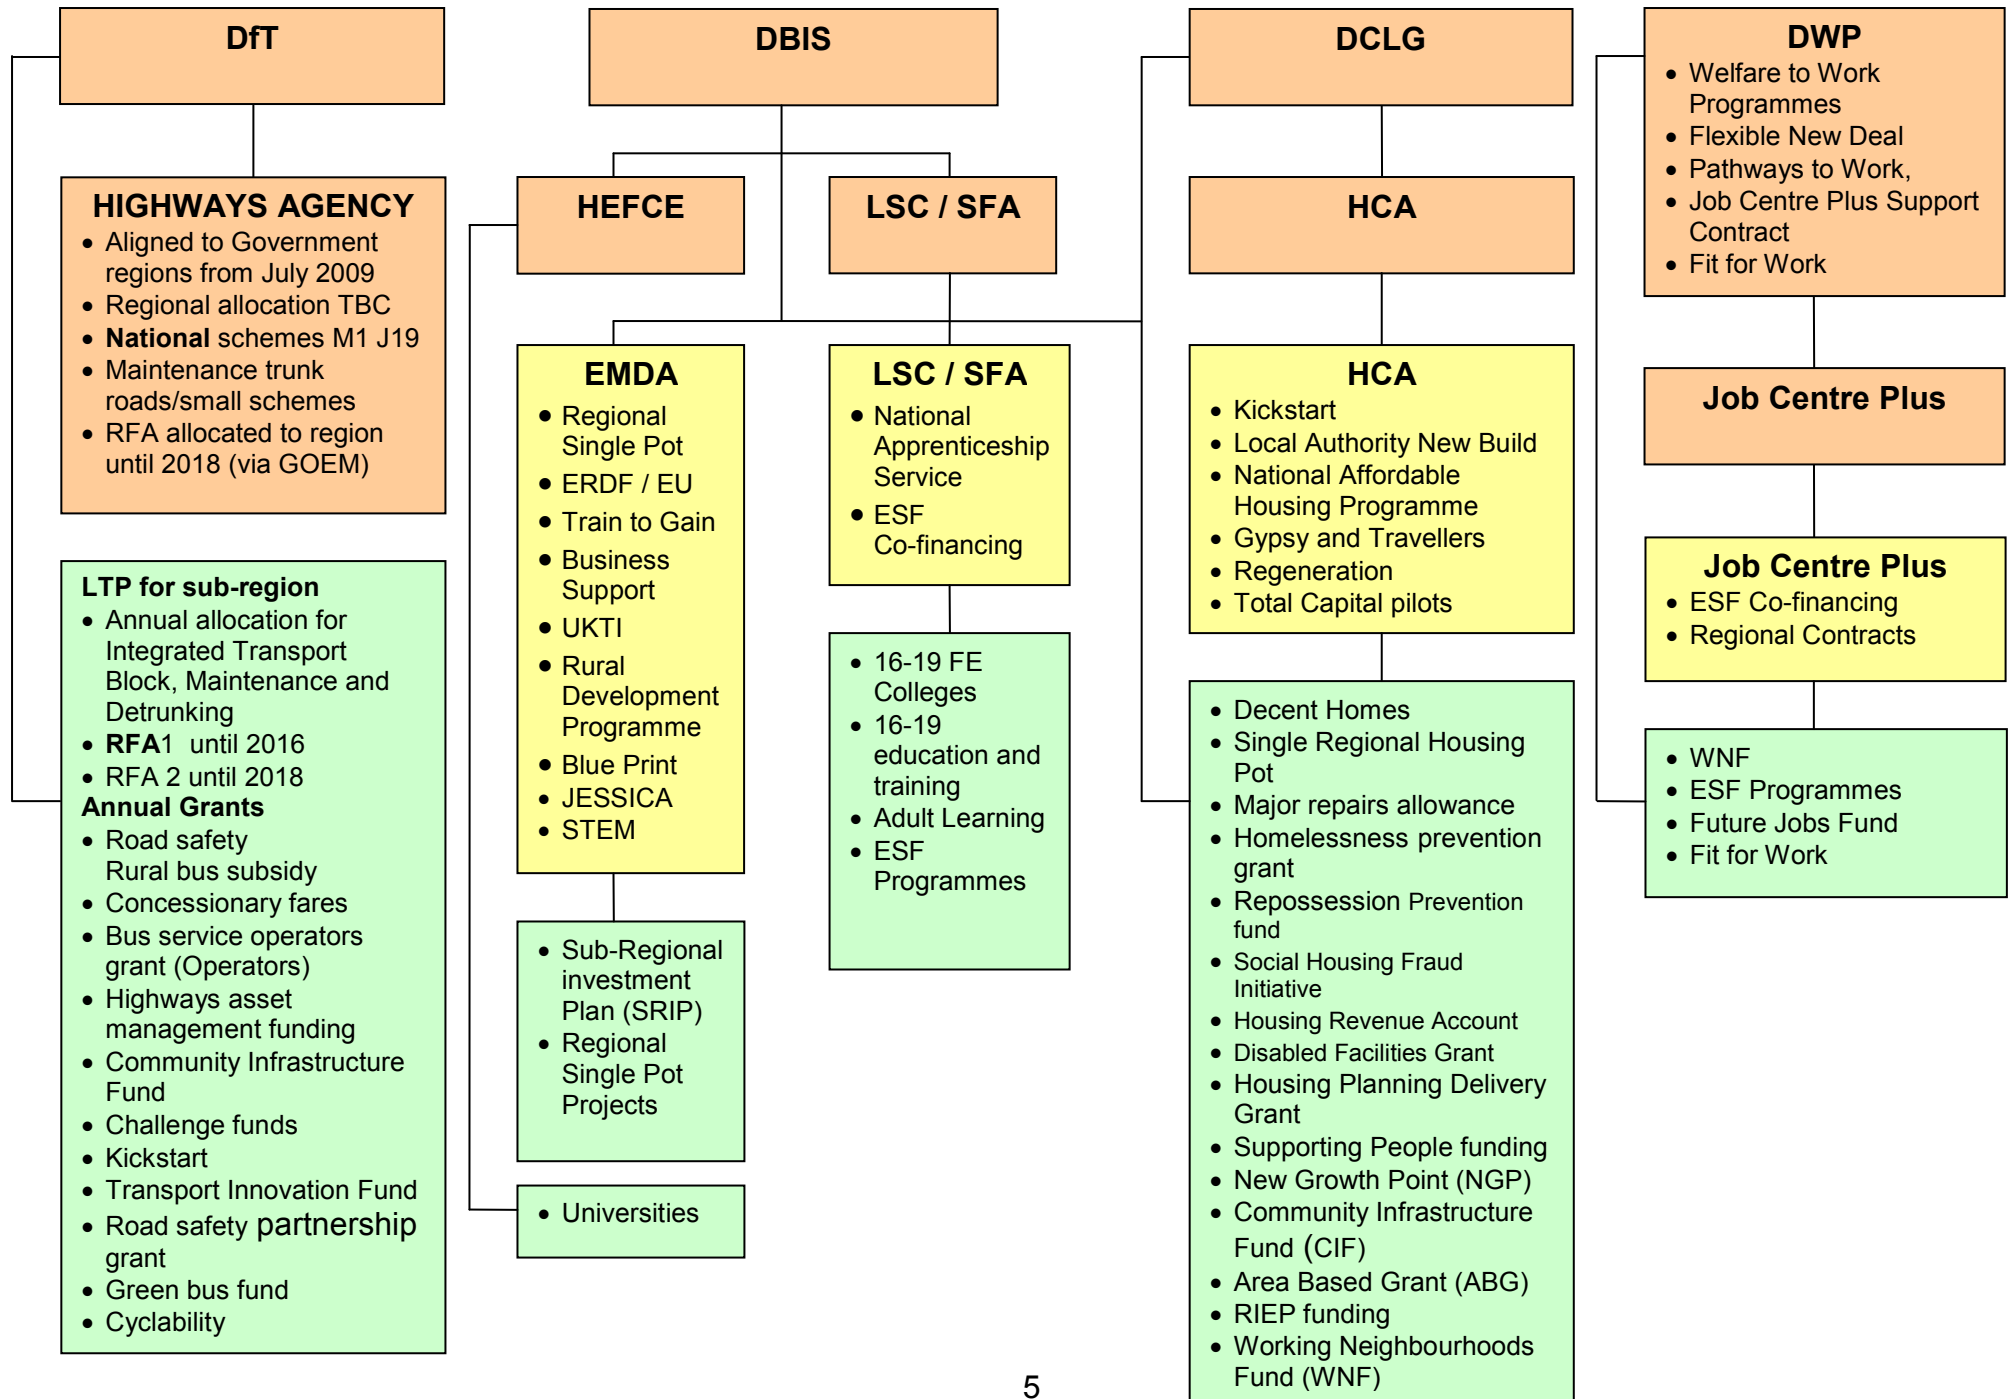 DfT
HIGHWAYS AGENCY
• Aligned to Government
regions from July 2009
• Regional allocation TBC
• National schemes M1 J19
• Maintenance trunk
roads/small schemes
• RFA allocated to region
until 2018 (via GOEM)
LTP for sub-region
• Annual allocation for
Integrated Transport
Block, Maintenance and
Detrunking
• RFA1 until 2016
• RFA 2 until 2018
Annual Grants
• Road safety
Rural bus subsidy
• Concessionary fares
• Bus service operators
grant (Operators)
• Highways asset
management funding
• Community Infrastructure
Fund
• Challenge funds
• Kickstart
• Transport Innovation Fund
• Road safety partnership
grant
• Green bus fund
• Cyclability
DBIS
HEFCE
LSC / SFA
EMDA
• Regional
Single Pot
• ERDF / EU
• Train to Gain
• Business
Support
• UKTI
• Rural
Development
Programme
• Blue Print
• JESSICA
• STEM
• Sub-Regional
investment
Plan (SRIP)
• Regional
Single Pot
Projects
• Universities
LSC / SFA
• National
Apprenticeship
Service
• ESF
Co-financing
• 16-19 FE
Colleges
• 16-19
education and
training
• Adult Learning
• ESF
Programmes
DCLG
HCA
HCA
• Kickstart
• Local Authority New Build
• National Affordable
Housing Programme
• Gypsy and Travellers
• Regeneration
• Total Capital pilots
• Decent Homes
• Single Regional Housing
Pot
• Major repairs allowance
• Homelessness prevention
grant
• Repossession Prevention
fund
• Social Housing Fraud
Initiative
• Housing Revenue Account
• Disabled Facilities Grant
• Housing Planning Delivery
Grant
• Supporting People funding
• New Growth Point (NGP)
• Community Infrastructure
Fund (CIF)
• Area Based Grant (ABG)
• RIEP funding
• Working Neighbourhoods
Fund (WNF)
DWP
• Welfare to Work
Programmes
• Flexible New Deal
• Pathways to Work,
• Job Centre Plus Support
Contract
• Fit for Work
Job Centre Plus
Job Centre Plus
• ESF Co-financing
• Regional Contracts
• WNF
• ESF Programmes
• Future Jobs Fund
• Fit for Work
5